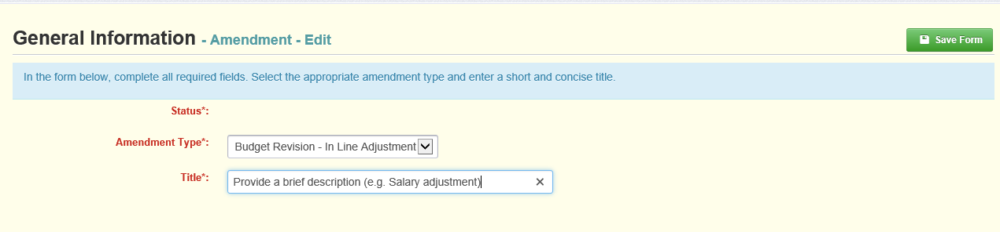 General Information - Amendment - Edit
Save Form
In the form below, complete all required fields. Select the appropriate amendment type and enter a short and concise title.
Status*:
Amendment Type*: Budget Revision - In Line Adjustment
Title*: Provide a brief description (e.g. Salary adjustment)